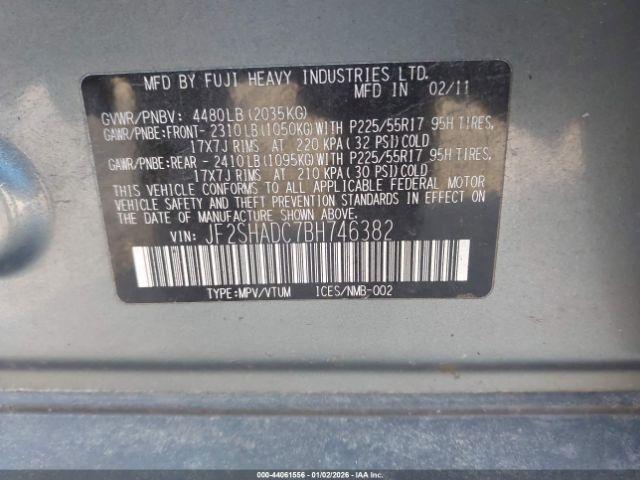 MFD BY FUJI HEAVY INDUSTRIES LTD.
MFD IN 02/11
GVWR/PNBV: 4480LB(2035KG)
GAWR/PNBE:FRONT- 2310LB(1050KG)WITH P225/55R17 95H TIRES,
17X7J RIMS AT 220 KPA(32 PSI)COLD
GAWR/PNBE:REAR - 2410LB(1095KG)WITH P225/55R17 95H TIRES,
17X7J RIMS AT 210 KPA(30 PSI)COLD
THIS VEHICLE CONFORMS TO ALL APPLICABLE FEDERAL MOTOR
VEHICLE SAFETY AND THEFT PREVENTION STANDARDS IN EFFECT ON
THE DATE OF MANUFACTURE SHOWN ABOVE.
VIN: JF2SHADC7BH746382
TYPE:MPV/VTUM ICES/NMB-002
000-44061556 | 01/02/2026 | IAA, Inc.